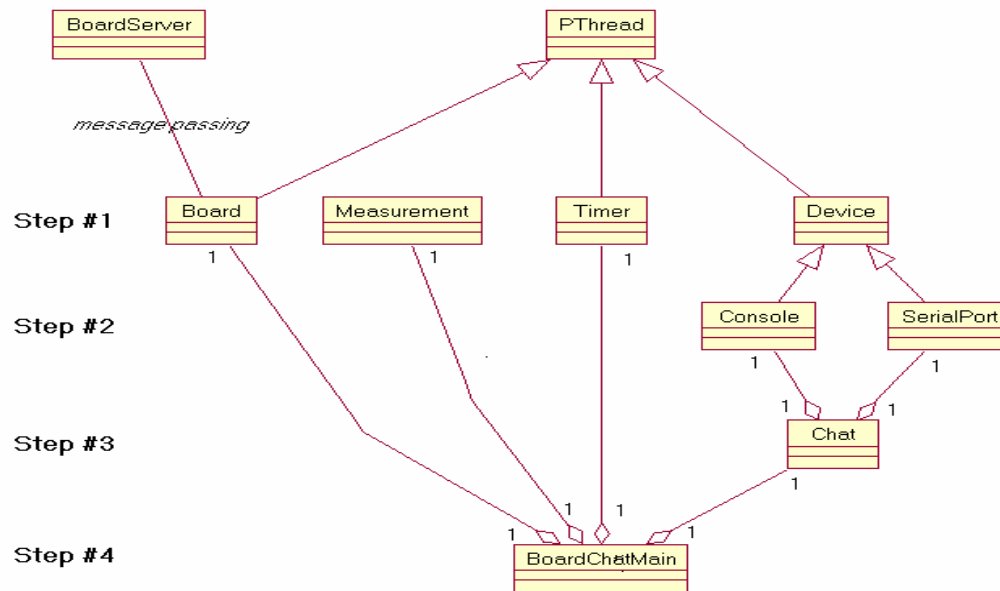 BoardServer
PThread
message passing
Step #1
Board
Measurement
Timer
Device
1
1
1
Step #2
Console
SerialPort
1
1
1
1
Step #3
Chat
1
1
1
1
1
Step #4
BoardChatMain